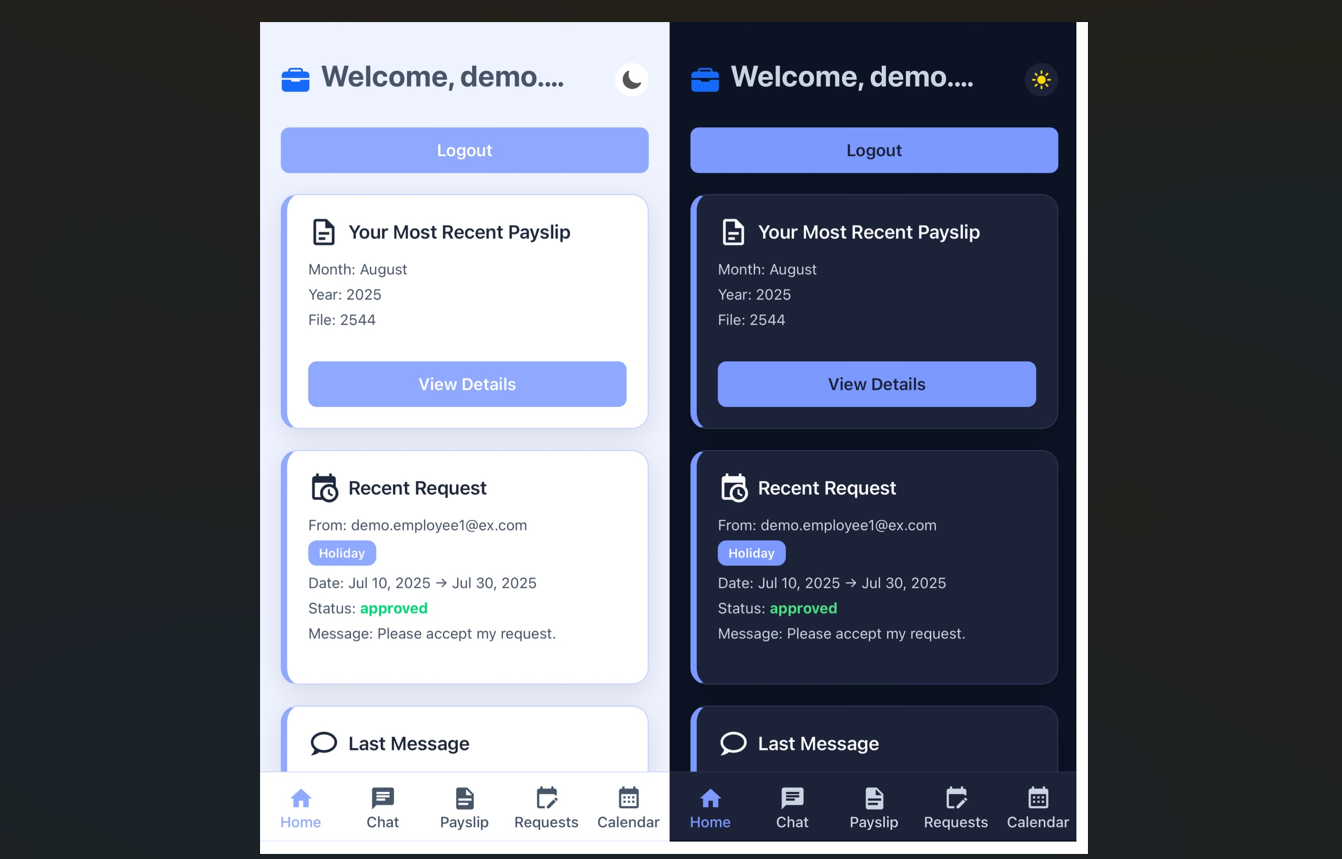 Welcome, demo....
Logout
Your Most Recent Payslip
Month: August
Year: 2025
File: 2544
View Details
Recent Request
From: demo.employee1@ex.com
Holiday
Date: Jul 10, 2025 → Jul 30, 2025
Status: approved
Message: Please accept my request.
Last Message
Home
Chat
Payslip
Requests
Calendar
Welcome, demo....
Logout
Your Most Recent Payslip
Month: August
Year: 2025
File: 2544
View Details
Recent Request
From: demo.employee1@ex.com
Holiday
Date: Jul 10, 2025 → Jul 30, 2025
Status: approved
Message: Please accept my request.
Last Message
Home
Chat
Payslip
Requests
Calendar